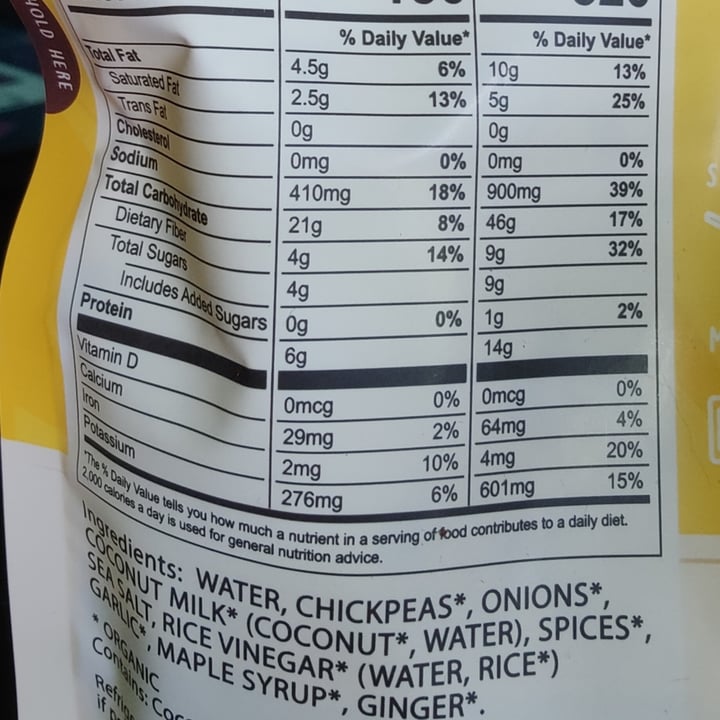 HOLD HERE
% Daily Value* % Daily Value*
Total Fat 4.5g 6% 10g 13%
Saturated Fat 2.5g 13% 5g 25%
Trans Fat 0g 0g
Cholesterol 0mg 0% 0mg 0%
Sodium 410mg 18% 900mg 39%
Total Carbohydrate 21g 8% 46g 17%
Dietary Fiber 4g 14% 9g 32%
Total Sugars 4g 9g
Includes Added Sugars 0g 0% 1g 2%
Protein 6g 14g
Vitamin D 0mcg 0% 0mcg 0%
Calcium 29mg 2% 64mg 4%
Iron 2mg 10% 4mg 20%
Potassium 276mg 6% 601mg 15%
*The % Daily Value tells you how much a nutrient in a serving of food contributes to a daily diet.
2,000 calories a day is used for general nutrition advice.
Ingredients: WATER, CHICKPEAS*, ONIONS*,
COCONUT MILK* (COCONUT*, WATER), SPICES*,
SEA SALT, RICE VINEGAR* (WATER, RICE*)
GARLIC*, MAPLE SYRUP*, GINGER*.
* ORGANIC
Contains:
if